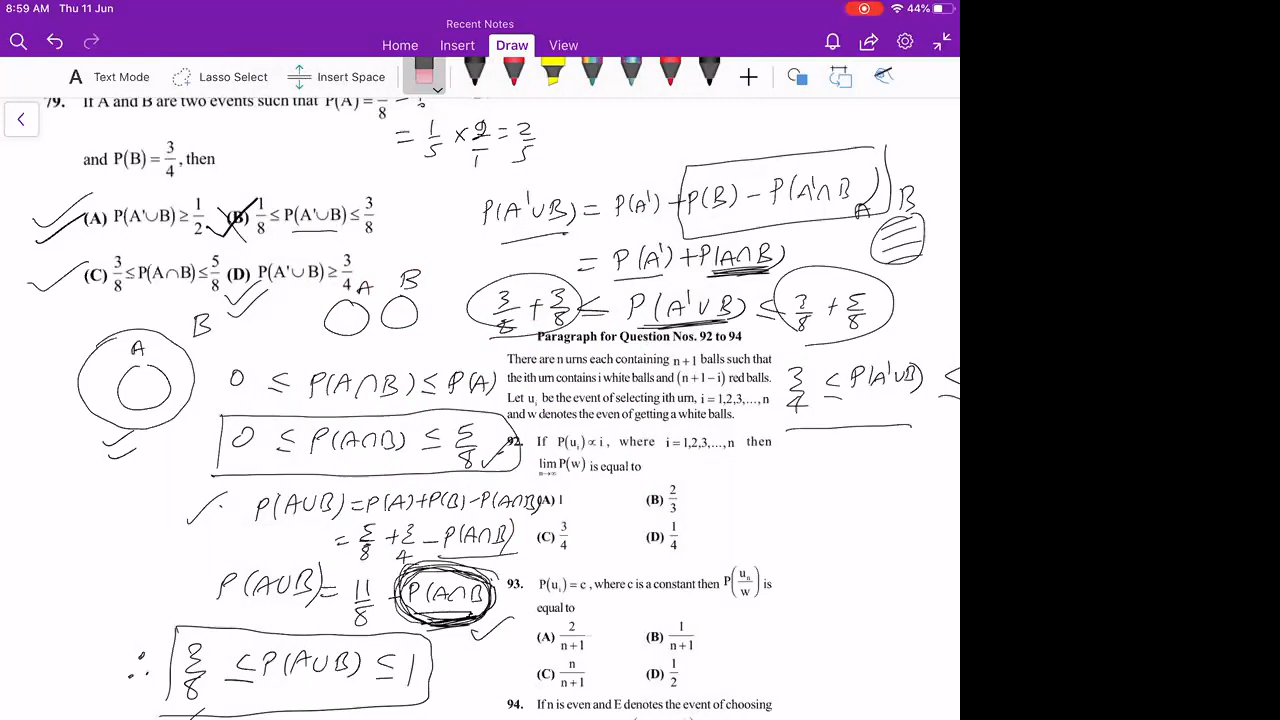 8:59 AM Thu 11 Jun
44%
Recent Notes
Home Insert Draw View
A Text Mode Lasso Select Insert Space
79. If A and B are two events such that P(A) = /8
= 1/5 × 2/1 = 2/5
and P(B) = 3/4, then
(A) P(A'∪B) ≥ 1/2 (B) 1/8 ≤ P(A'∪B) ≤ 3/8
(C) 3/8 ≤ P(A∩B) ≤ 5/8 (D) P(A'∪B) ≥ 3/4
P(A'∪B) = P(A') + P(B) − P(A'∩B)
A B
= P(A') + P(A∩B)
3/8 + 3/8 ≤ P(A'∪B) ≤ 3/8 + 5/8
3/4 ≤ P(A'∪B) ≤
A B
A B
0 ≤ P(A∩B) ≤ P(A)
0 ≤ P(A∩B) ≤ 5/8
P(A∪B) = P(A) + P(B) − P(A∩B)
= 5/8 + 3/4 − P(A∩B)
P(A∪B) = 11/8 − P(A∩B)
∴ 3/8 ≤ P(A∪B) ≤ 1
Paragraph for Question Nos. 92 to 94
There are n urns each containing n+1 balls such that
the ith urn contains i white balls and (n+1−i) red balls.
Let u_i be the event of selecting ith urn, i = 1,2,3,...,n
and w denotes the even of getting a white balls.
92. If P(u_i) ∝ i, where i = 1,2,3,...,n then
lim n→∞ P(w) is equal to
(A) 1 (B) 2/3
(C) 3/4 (D) 1/4
93. P(u_i) = c, where c is a constant then P(u_n/w) is
equal to
(A) 2/(n+1) (B) 1/(n+1)
(C) n/(n+1) (D) 1/2
94. If n is even and E denotes the event of choosing